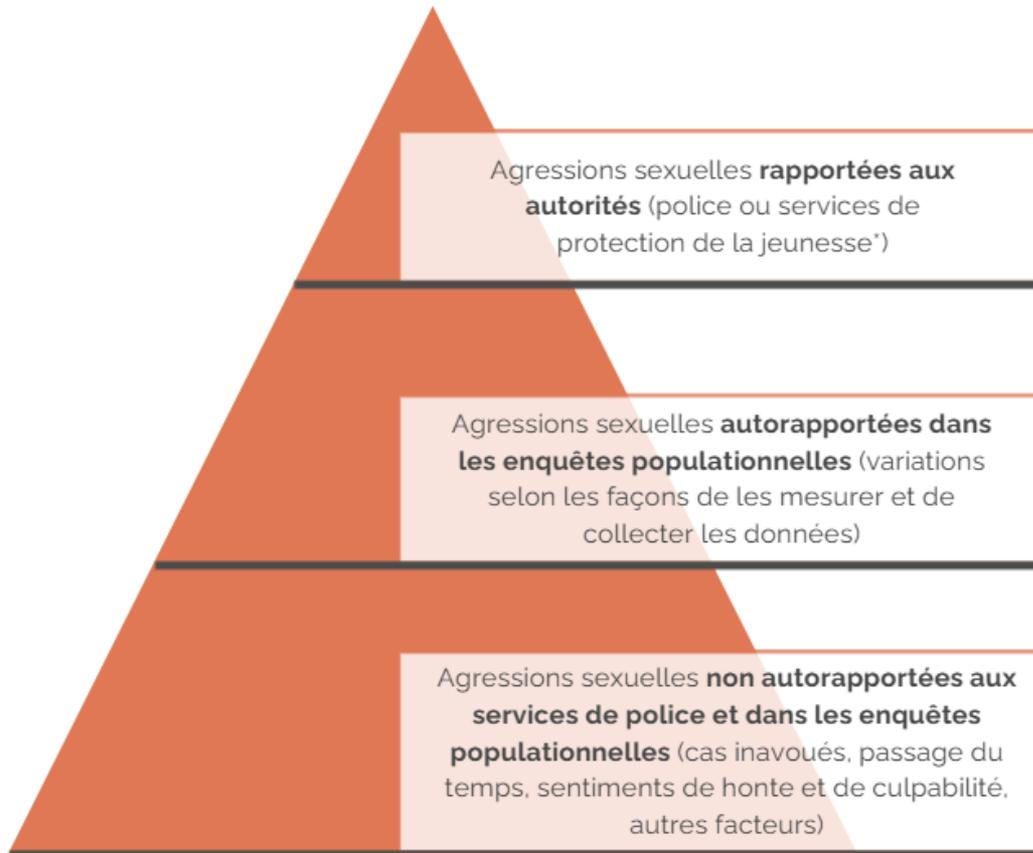 Agressions sexuelles rapportées aux
autorités (police ou services de
protection de la jeunesse*)
Agressions sexuelles autorapportées dans
les enquêtes populationnelles (variations
selon les façons de les mesurer et de
collecter les données)
Agressions sexuelles non autorapportées aux
services de police et dans les enquêtes
populationnelles (cas inavoués, passage du
temps, sentiments de honte et de culpabilité,
autres facteurs)